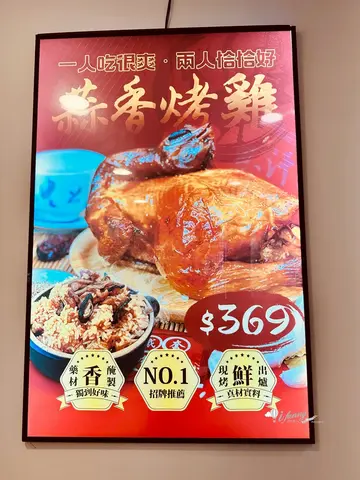 一人吃很爽・兩人恰恰好
蒜香烤雞
$369
藥材 香 醃製
獨到好味
NO.1
招牌推薦
現烤 鮮 出爐
真材實料